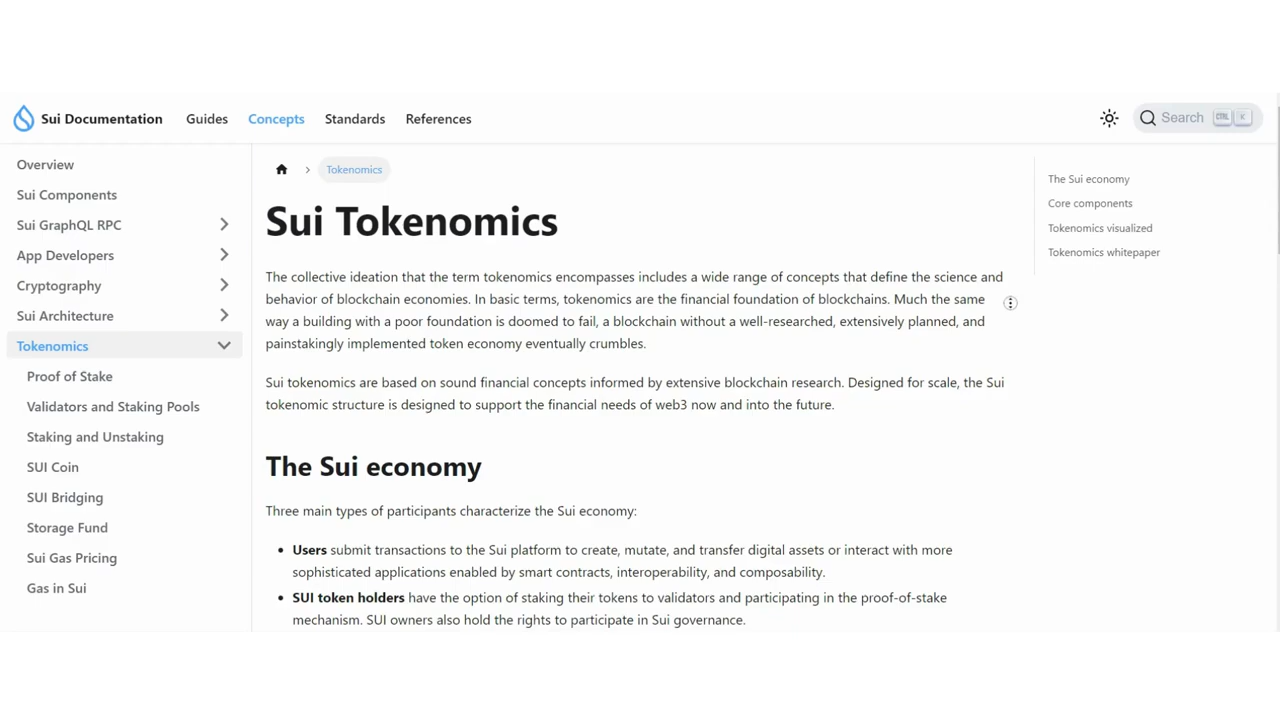 Sui Documentation Guides Concepts Standards References Search CTRL K
Overview
Sui Components
Sui GraphQL RPC
App Developers
Cryptography
Sui Architecture
Tokenomics
Proof of Stake
Validators and Staking Pools
Staking and Unstaking
SUI Coin
SUI Bridging
Storage Fund
Sui Gas Pricing
Gas in Sui
Tokenomics
Sui Tokenomics
The collective ideation that the term tokenomics encompasses includes a wide range of concepts that define the science and
behavior of blockchain economies. In basic terms, tokenomics are the financial foundation of blockchains. Much the same
way a building with a poor foundation is doomed to fail, a blockchain without a well-researched, extensively planned, and
painstakingly implemented token economy eventually crumbles.
Sui tokenomics are based on sound financial concepts informed by extensive blockchain research. Designed for scale, the Sui
tokenomic structure is designed to support the financial needs of web3 now and into the future.
The Sui economy
Three main types of participants characterize the Sui economy:
• Users submit transactions to the Sui platform to create, mutate, and transfer digital assets or interact with more
sophisticated applications enabled by smart contracts, interoperability, and composability.
• SUI token holders have the option of staking their tokens to validators and participating in the proof-of-stake
mechanism. SUI owners also hold the rights to participate in Sui governance.
The Sui economy
Core components
Tokenomics visualized
Tokenomics whitepaper